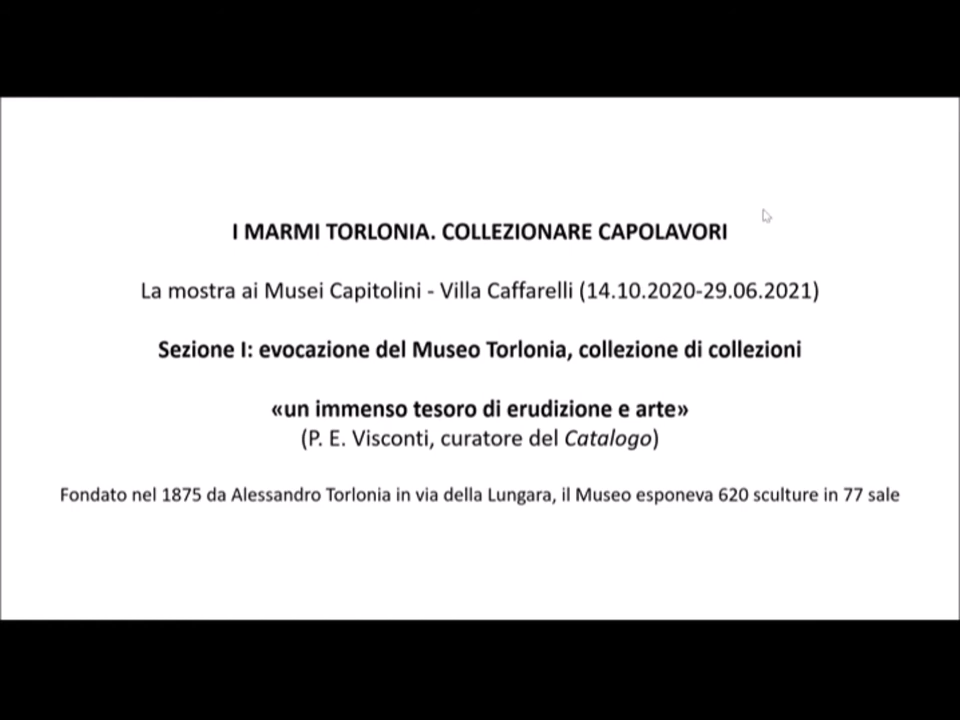 I MARMI TORLONIA. COLLEZIONARE CAPOLAVORI
La mostra ai Musei Capitolini - Villa Caffarelli (14.10.2020-29.06.2021)
Sezione I: evocazione del Museo Torlonia, collezione di collezioni
«un immenso tesoro di erudizione e arte»
(P. E. Visconti, curatore del Catalogo)
Fondato nel 1875 da Alessandro Torlonia in via della Lungara, il Museo esponeva 620 sculture in 77 sale